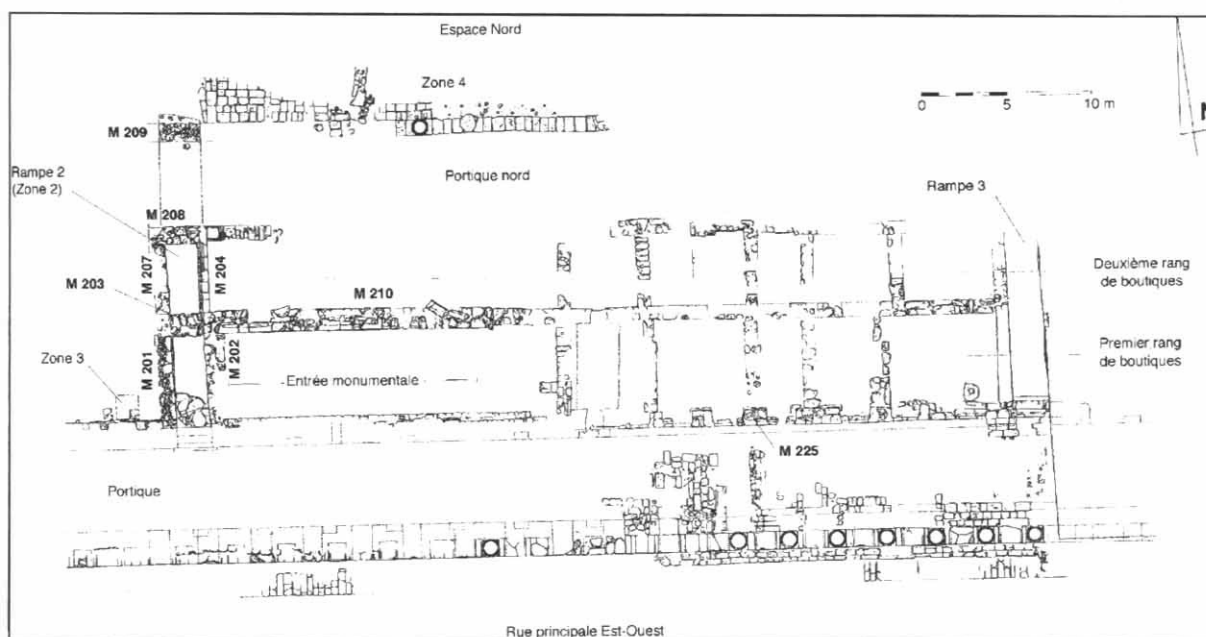 Espace Nord
Zone 4
0 5 10 m
N
M 209
Rampe 2
(Zone 2)
Portique nord
Rampe 3
M 208
M 207
M 204
M 203
M 210
Deuxième rang
de boutiques
Zone 3
M 201
M 202
Entrée monumentale
Premier rang
de boutiques
M 225
Portique
Rue principale Est-Ouest